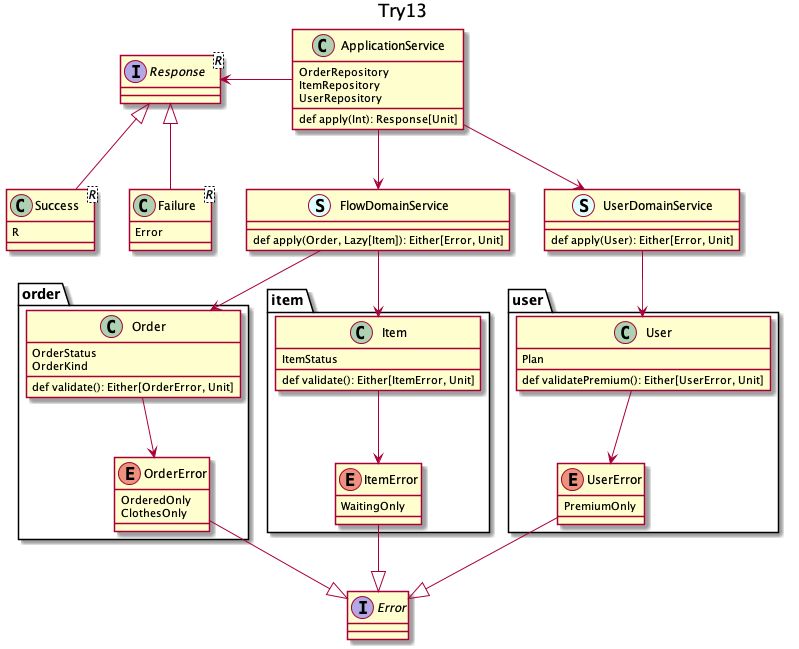 Try13
C ApplicationService
OrderRepository
ItemRepository
UserRepository
def apply(Int): Response[Unit]
I Response R
C Success R
R
C Failure R
Error
S FlowDomainService
def apply(Order, Lazy[Item]): Either[Error, Unit]
S UserDomainService
def apply(User): Either[Error, Unit]
order
C Order
OrderStatus
OrderKind
def validate(): Either[OrderError, Unit]
E OrderError
OrderedOnly
ClothesOnly
item
C Item
ItemStatus
def validate(): Either[ItemError, Unit]
E ItemError
WaitingOnly
user
C User
Plan
def validatePremium(): Either[UserError, Unit]
E UserError
PremiumOnly
I Error